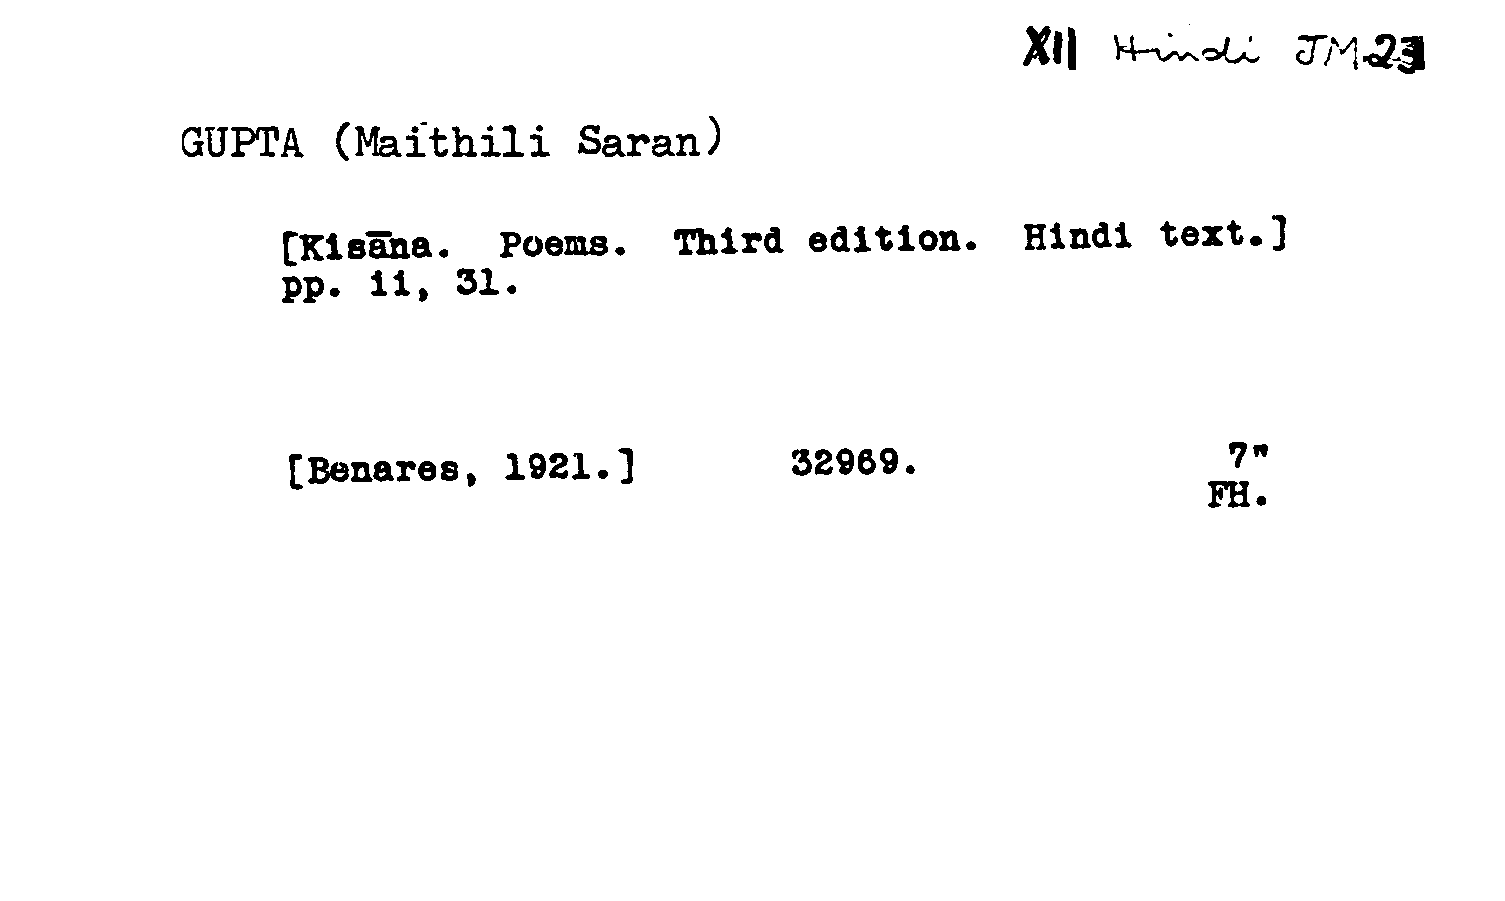 XII Hindi JM
GUPTA (Maithili Saran)
[Kisāna. Poems. Third edition. Hindi text.]
pp. ii, 31.
[Benares, 1921.] 32969. 7"
FH.